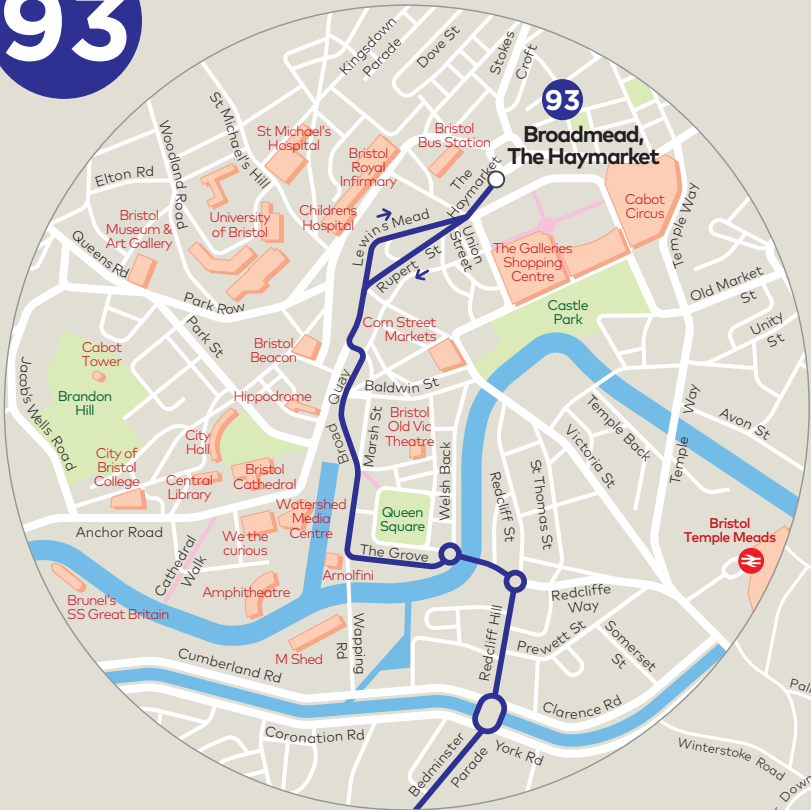 93
Kingsdown
Parade
Dove St
Stokes
Croft
93
Broadmead,
The Haymarket
St Michael's
Hospital
Bristol
Bus Station
Bristol
Royal
Infirmary
St Michael's Hill
Woodland Road
Elton Rd
The
Haymarket
Cabot
Circus
Temple Way
Childrens
Hospital
Lewins Mead
University
of Bristol
Bristol
Museum &
Art Gallery
Queens Rd
Union
Street
Rupert St
The Galleries
Shopping
Centre
Old Market
St
Unity
St
Park Row
Park St
Castle
Park
Corn Street
Markets
Bristol
Beacon
Cabot
Tower
Brandon
Hill
Jacob's Wells Road
Baldwin St
Hippodrome
Broad
Quay
Marsh St
Bristol
Old Vic
Theatre
Welsh Back
City
Hall
City of
Bristol
College
Central
Library
Bristol
Cathedral
Watershed
Media
Centre
Queen
Square
Redcliff St
St Thomas St
Victoria St
Temple Back
Temple
Way
Avon St
Bristol
Temple Meads
Anchor Road
Cathedral
Walk
We the
curious
The Grove
Arnolfini
Amphitheatre
Brunel's
SS Great Britain
M Shed
Wapping
Rd
Redcliffe
Way
Redcliff Hill
Prewett St
Somerset
St
Cumberland Rd
Clarence Rd
Coronation Rd
Bedminster
Parade
York Rd
Winterstoke Road
Pall
Down